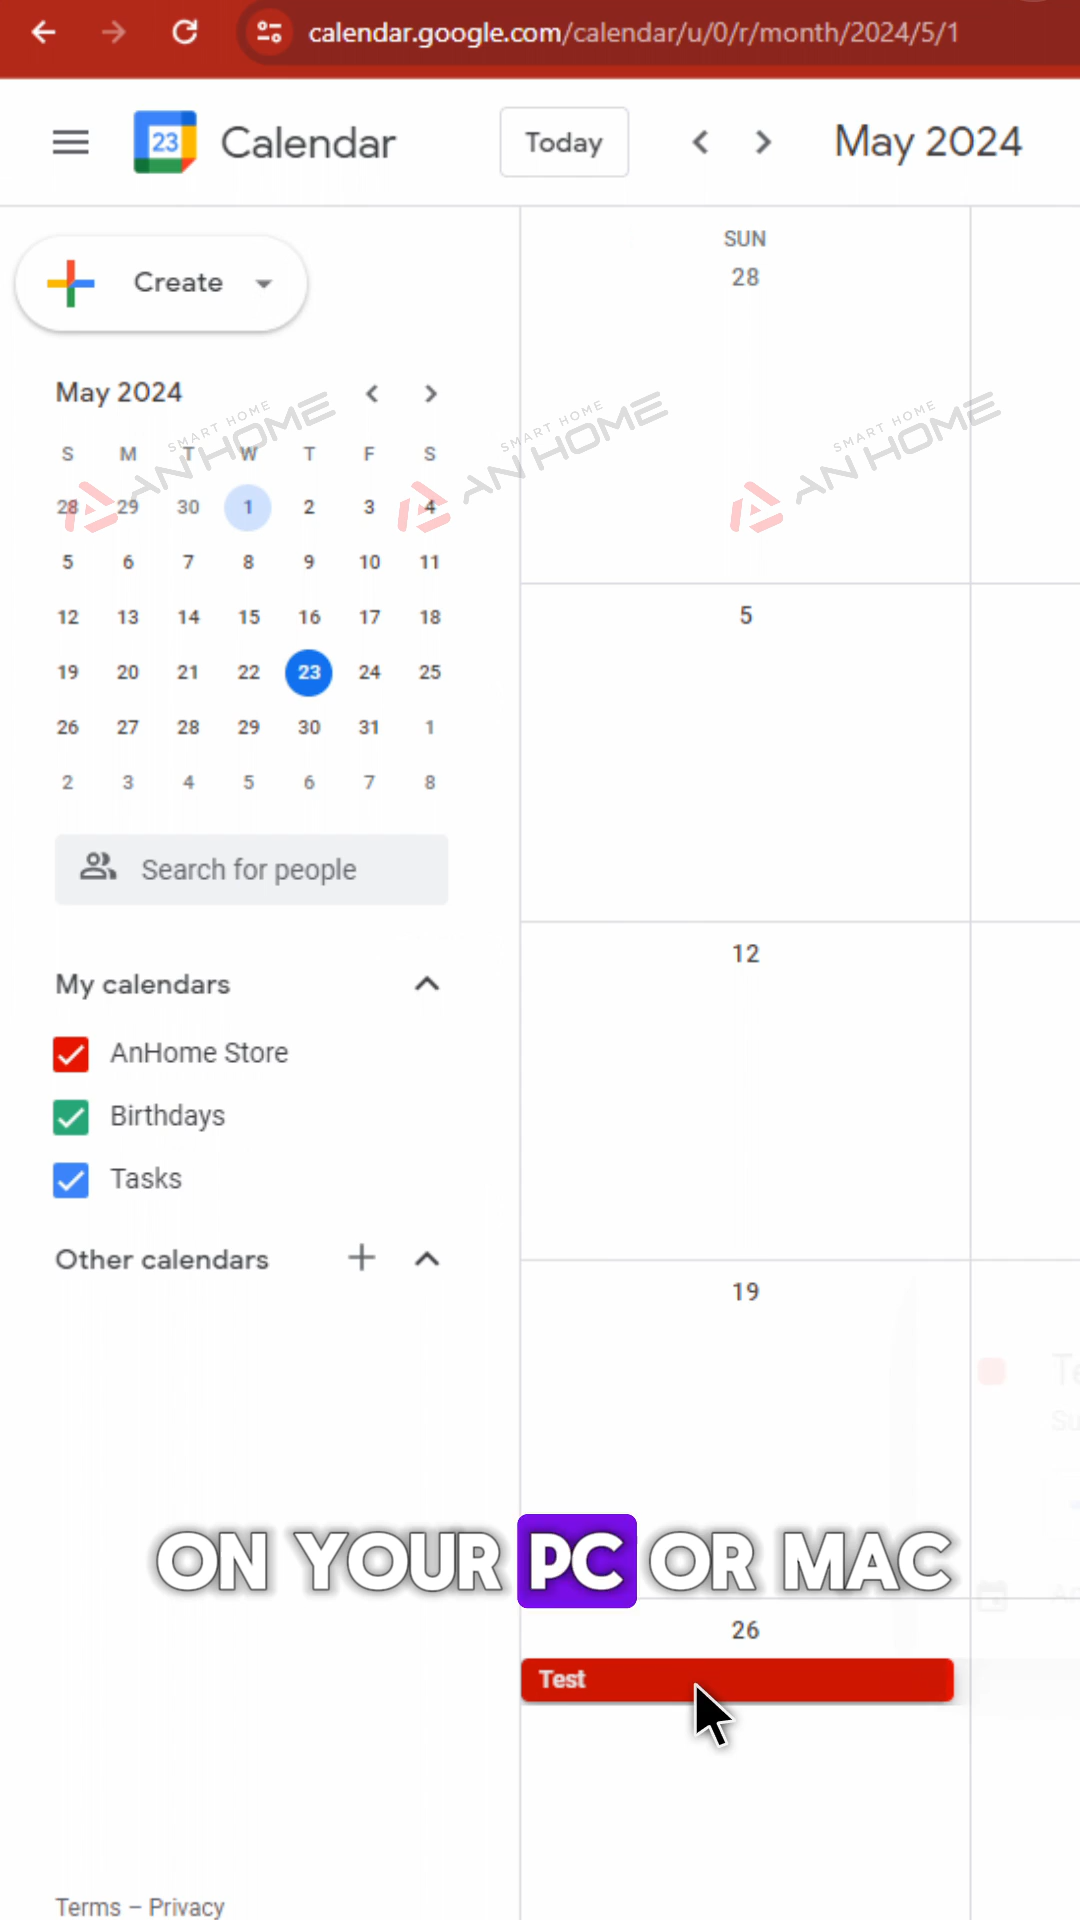 calendar.google.com/calendar/u/0/r/month/2024/5/1
23 Calendar Today May 2024
Create
May 2024
S M T W T F S
28 29 30 1 2 3 4
5 6 7 8 9 10 11
12 13 14 15 16 17 18
19 20 21 22 23 24 25
26 27 28 29 30 31 1
2 3 4 5 6 7 8
SMART HOME
AN HOME
SMART HOME
AN HOME
SMART HOME
AN HOME
Search for people
My calendars
AnHome Store
Birthdays
Tasks
Other calendars
Terms – Privacy
SUN
28
5
12
19
ON YOUR PC OR MAC
26
Test